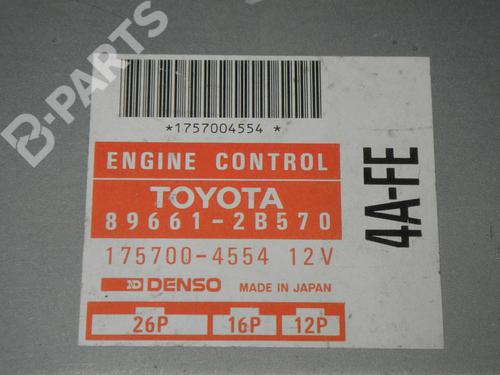 B-PARTS
*1757004554 *
ENGINE CONTROL
TOYOTA
89661-2B570
175700-4554 12V
ND DENSO MADE IN JAPAN
26P 16P 12P
4A-FE